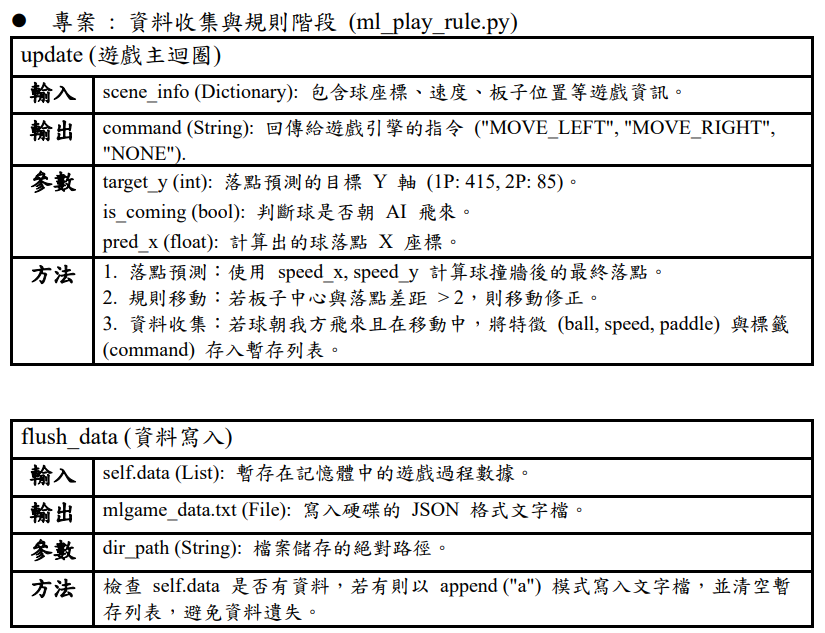 ● 專案 : 資料收集與規則階段 (ml_play_rule.py)
update (遊戲主迴圈)
輸入 scene_info (Dictionary): 包含球座標、速度、板子位置等遊戲資訊。
輸出 command (String): 回傳給遊戲引擎的指令 ("MOVE_LEFT", "MOVE_RIGHT",
"NONE").
參數 target_y (int): 落點預測的目標 Y 軸 (1P: 415, 2P: 85)。
is_coming (bool): 判斷球是否朝 AI 飛來。
pred_x (float): 計算出的球落點 X 座標。
方法 1. 落點預測：使用 speed_x, speed_y 計算球撞牆後的最終落點。
2. 規則移動：若板子中心與落點差距 > 2，則移動修正。
3. 資料收集：若球朝我方飛來且在移動中，將特徵 (ball, speed, paddle) 與標籤
(command) 存入暫存列表。
flush_data (資料寫入)
輸入 self.data (List): 暫存在記憶體中的遊戲過程數據。
輸出 mlgame_data.txt (File): 寫入硬碟的 JSON 格式文字檔。
參數 dir_path (String): 檔案儲存的絕對路徑。
方法 檢查 self.data 是否有資料，若有則以 append ("a") 模式寫入文字檔，並清空暫
存列表，避免資料遺失。